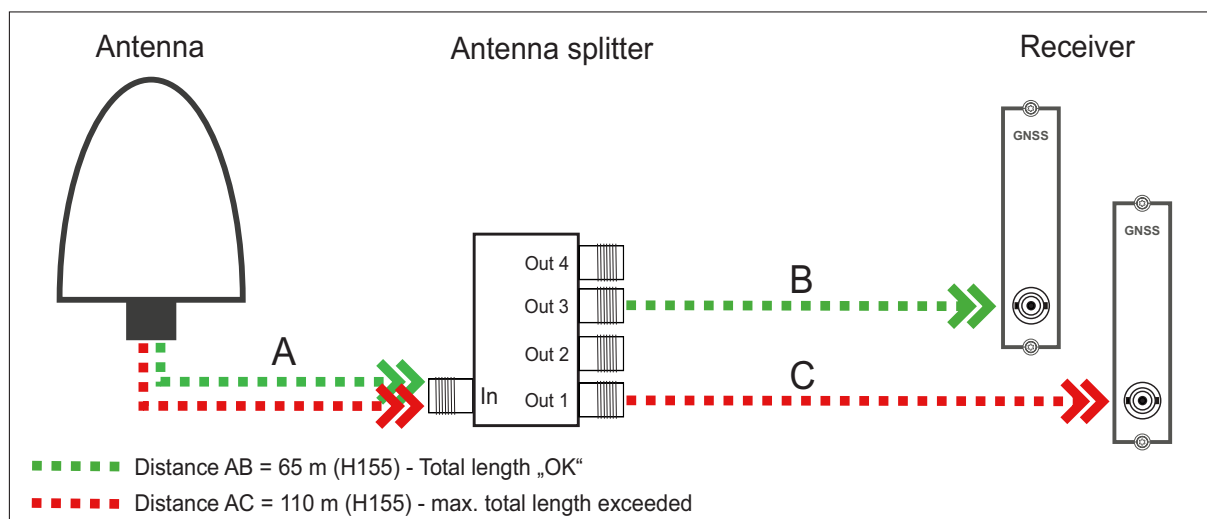 Antenna
Antenna splitter
Receiver
GNSS
GNSS
Out 4
Out 3
Out 2
Out 1
In
A
B
C
Distance AB = 65 m (H155) - Total length „OK“
Distance AC = 110 m (H155) - max. total length exceeded